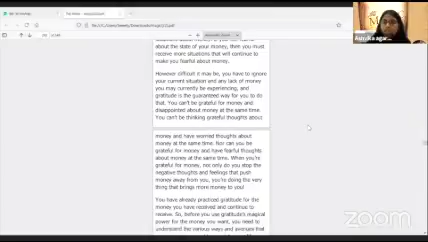 about the state of your money, then you must
receive more situations that will continue to
make you fearful about money.
However difficult it may be, you have to ignore
your current situation and any lack of money
you may currently be experiencing, and
gratitude is the guaranteed way for you to do
that. You can't be grateful for money and
disappointed about money at the same time.
You can't be thinking grateful thoughts about
money and have worried thoughts about
money at the same time. Nor can you be
grateful for money and have fearful thoughts
about money at the same time. When you're
grateful for money, not only do you stop the
negative thoughts and feelings that push
money away from you, you're doing the very
thing that brings more money to you!
You have already practiced gratitude for the
money you have received and continue to
receive. So, before you use gratitude's magical
power for the money you want, you need to
understand the various ways and avenues that
zoom